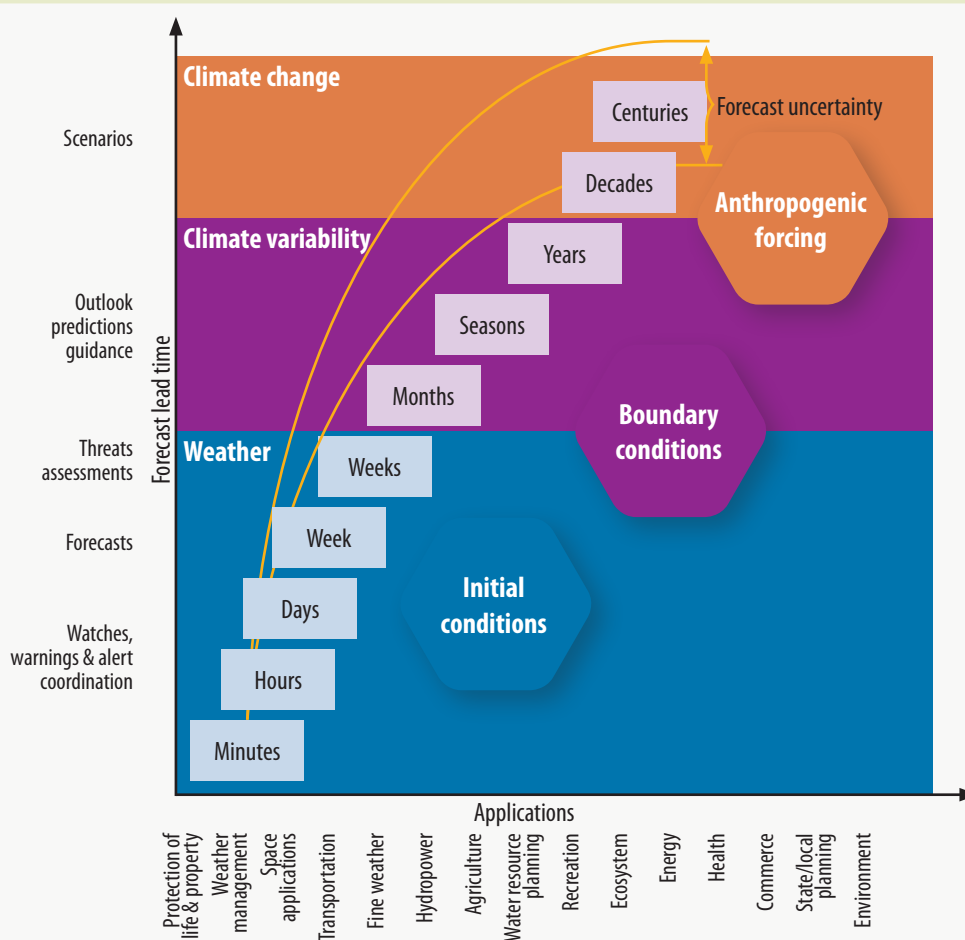 Climate change
Scenarios
Centuries
Forecast uncertainty
Decades
Anthropogenic
forcing
Climate variability
Years
Outlook
predictions
guidance
Seasons
Months
Boundary
conditions
Forecast lead time
Threats
assessments
Weather
Weeks
Forecasts
Week
Initial
conditions
Days
Watches,
warnings & alert
coordination
Hours
Minutes
Applications
Protection of
life & property
Weather
management
Space
applications
Transportation
Fine weather
Hydropower
Agriculture
Water resource
planning
Recreation
Ecosystem
Energy
Health
Commerce
State/local
planning
Environment